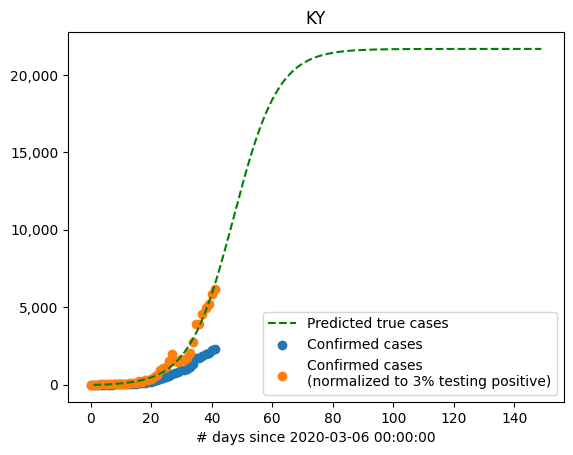 KY
20,000
15,000
10,000
5,000
0
Predicted true cases
Confirmed cases
Confirmed cases
(normalized to 3% testing positive)
0 20 40 60 80 100 120 140
# days since 2020-03-06 00:00:00